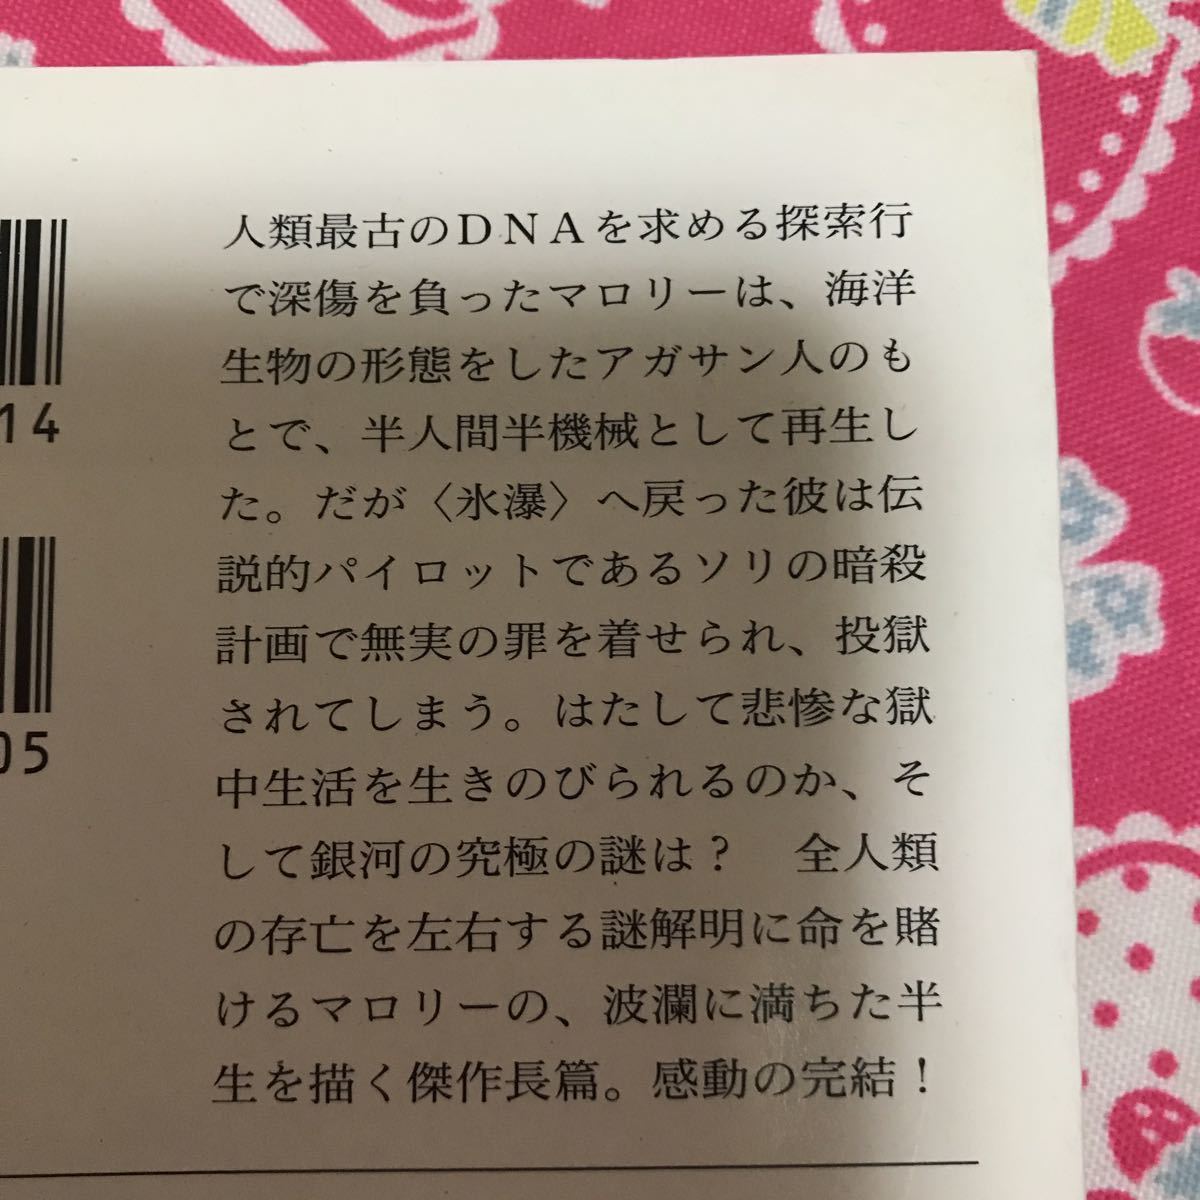 人類最古のＤＮＡを求める探索行
で深傷を負ったマロリーは、海洋
生物の形態をしたアガサン人のも
とで、半人間半機械として再生し
た。だが〈氷瀑〉へ戻った彼は伝
説的パイロットであるソリの暗殺
計画で無実の罪を着せられ、投獄
されてしまう。はたして悲惨な獄
中生活を生きのびられるのか、そ
して銀河の究極の謎は？　全人類
の存亡を左右する謎解明に命を賭
けるマロリーの、波瀾に満ちた半
生を描く傑作長篇。感動の完結！
14
05